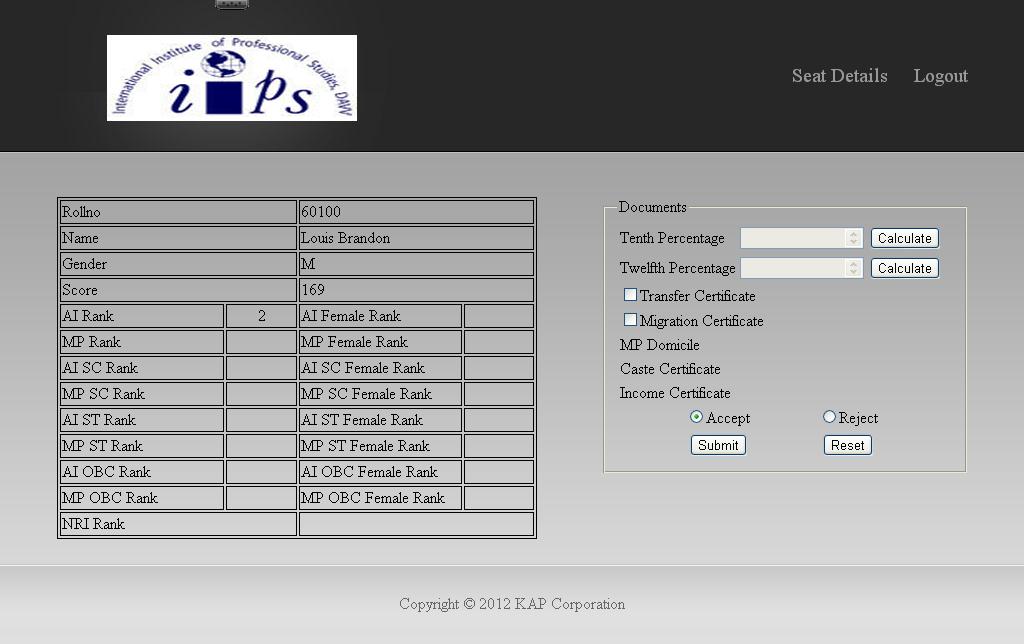 International Institute of Professional Studies, DAVV
i ps
Seat Details Logout
Rollno 60100
Name Louis Brandon
Gender M
Score 169
AI Rank 2 AI Female Rank
MP Rank MP Female Rank
AI SC Rank AI SC Female Rank
MP SC Rank MP SC Female Rank
AI ST Rank AI ST Female Rank
MP ST Rank MP ST Female Rank
AI OBC Rank AI OBC Female Rank
MP OBC Rank MP OBC Female Rank
NRI Rank
Documents
Tenth Percentage Calculate
Twelfth Percentage Calculate
Transfer Certificate
Migration Certificate
MP Domicile
Caste Certificate
Income Certificate
Accept Reject
Submit Reset
Copyright © 2012 KAP Corporation